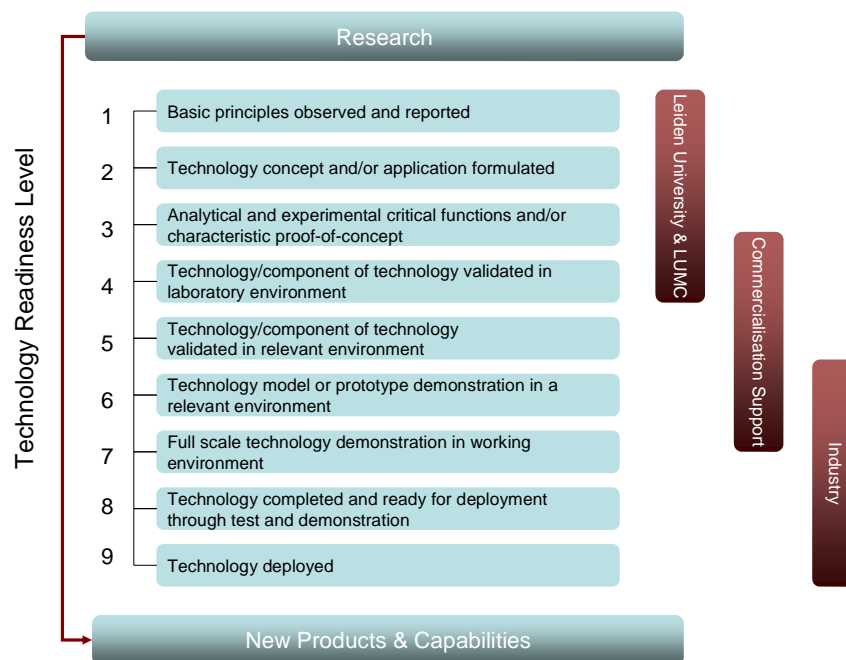 Research
Technology Readiness Level
1
Basic principles observed and reported
2
Technology concept and/or application formulated
3
Analytical and experimental critical functions and/or
characteristic proof-of-concept
4
Technology/component of technology validated in
laboratory environment
5
Technology/component of technology
validated in relevant environment
6
Technology model or prototype demonstration in a
relevant environment
7
Full scale technology demonstration in working
environment
8
Technology completed and ready for deployment
through test and demonstration
9
Technology deployed
Leiden University & LUMC
Commercialisation Support
Industry
New Products & Capabilities